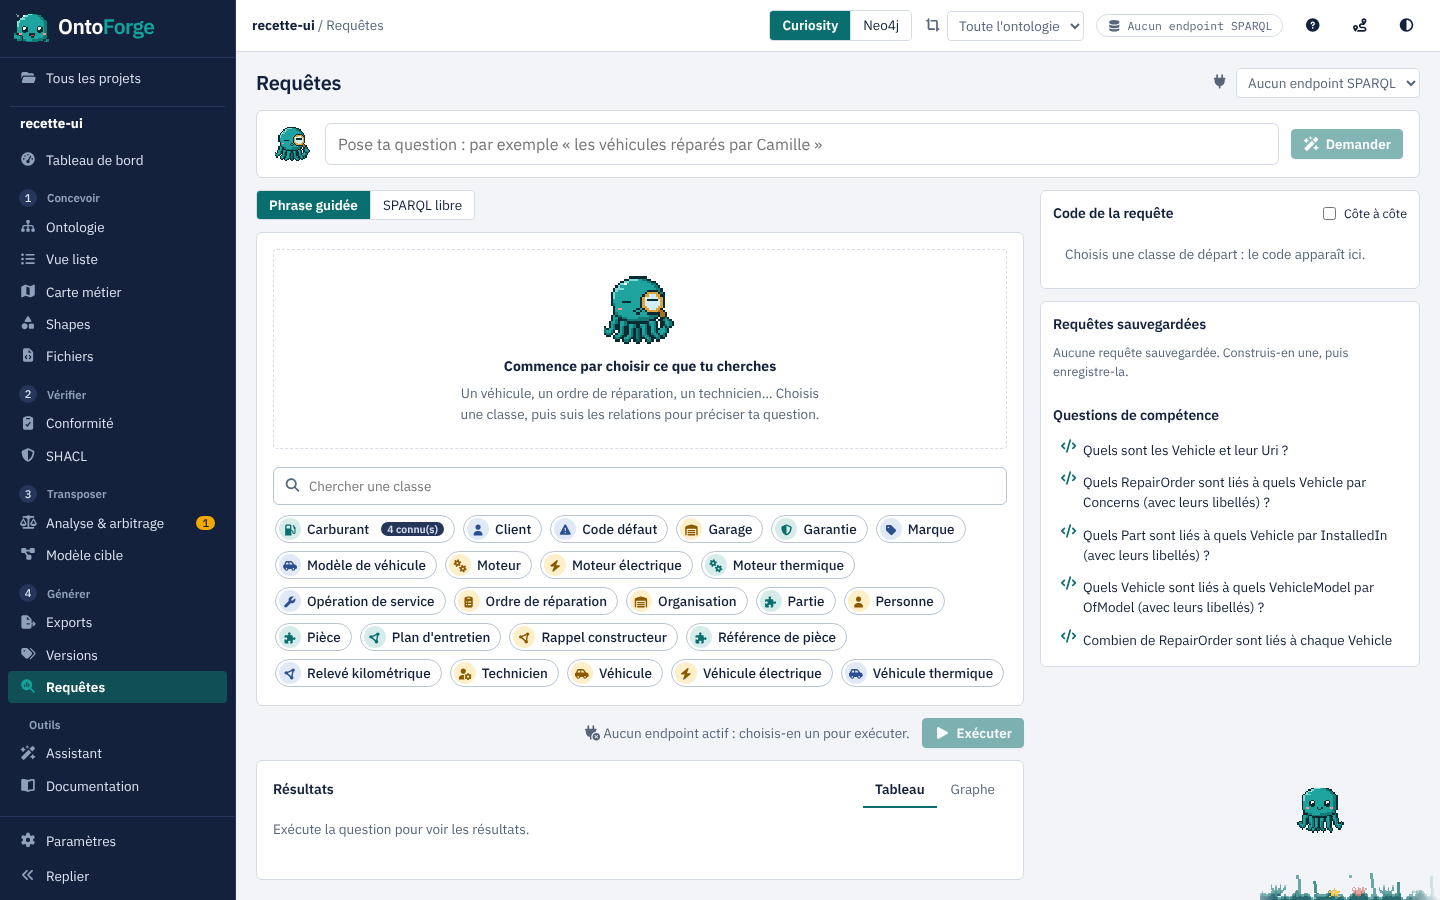 OntoForge
Tous les projets
recette-ui
Tableau de bord
1 Concevoir
Ontologie
Vue liste
Carte métier
Shapes
Fichiers
2 Vérifier
Conformité
SHACL
3 Transposer
Analyse & arbitrage 1
Modèle cible
4 Générer
Exports
Versions
Requêtes
Outils
Assistant
Documentation
Paramètres
Replier
recette-ui / Requêtes
Curiosity Neo4j Toute l'ontologie Aucun endpoint SPARQL
Requêtes
Aucun endpoint SPARQL
Pose ta question : par exemple « les véhicules réparés par Camille »
Demander
Phrase guidée SPARQL libre
Commence par choisir ce que tu cherches
Un véhicule, un ordre de réparation, un technicien... Choisis
une classe, puis suis les relations pour préciser ta question.
Chercher une classe
Carburant 4 connu(s) Client Code défaut Garage Garantie Marque
Modèle de véhicule Moteur Moteur électrique Moteur thermique
Opération de service Ordre de réparation Organisation Partie Personne
Pièce Plan d'entretien Rappel constructeur Référence de pièce
Relevé kilométrique Technicien Véhicule Véhicule électrique Véhicule thermique
Aucun endpoint actif : choisis-en un pour exécuter. Exécuter
Résultats
Tableau Graphe
Exécute la question pour voir les résultats.
Code de la requête
Côte à côte
Choisis une classe de départ : le code apparaît ici.
Requêtes sauvegardées
Aucune requête sauvegardée. Construis-en une, puis
enregistre-la.
Questions de compétence
Quels sont les Vehicle et leur Uri ?
Quels RepairOrder sont liés à quels Vehicle par
Concerns (avec leurs libellés) ?
Quels Part sont liés à quels Vehicle par InstalledIn
(avec leurs libellés) ?
Quels Vehicle sont liés à quels VehicleModel par
OfModel (avec leurs libellés) ?
Combien de RepairOrder sont liés à chaque Vehicle